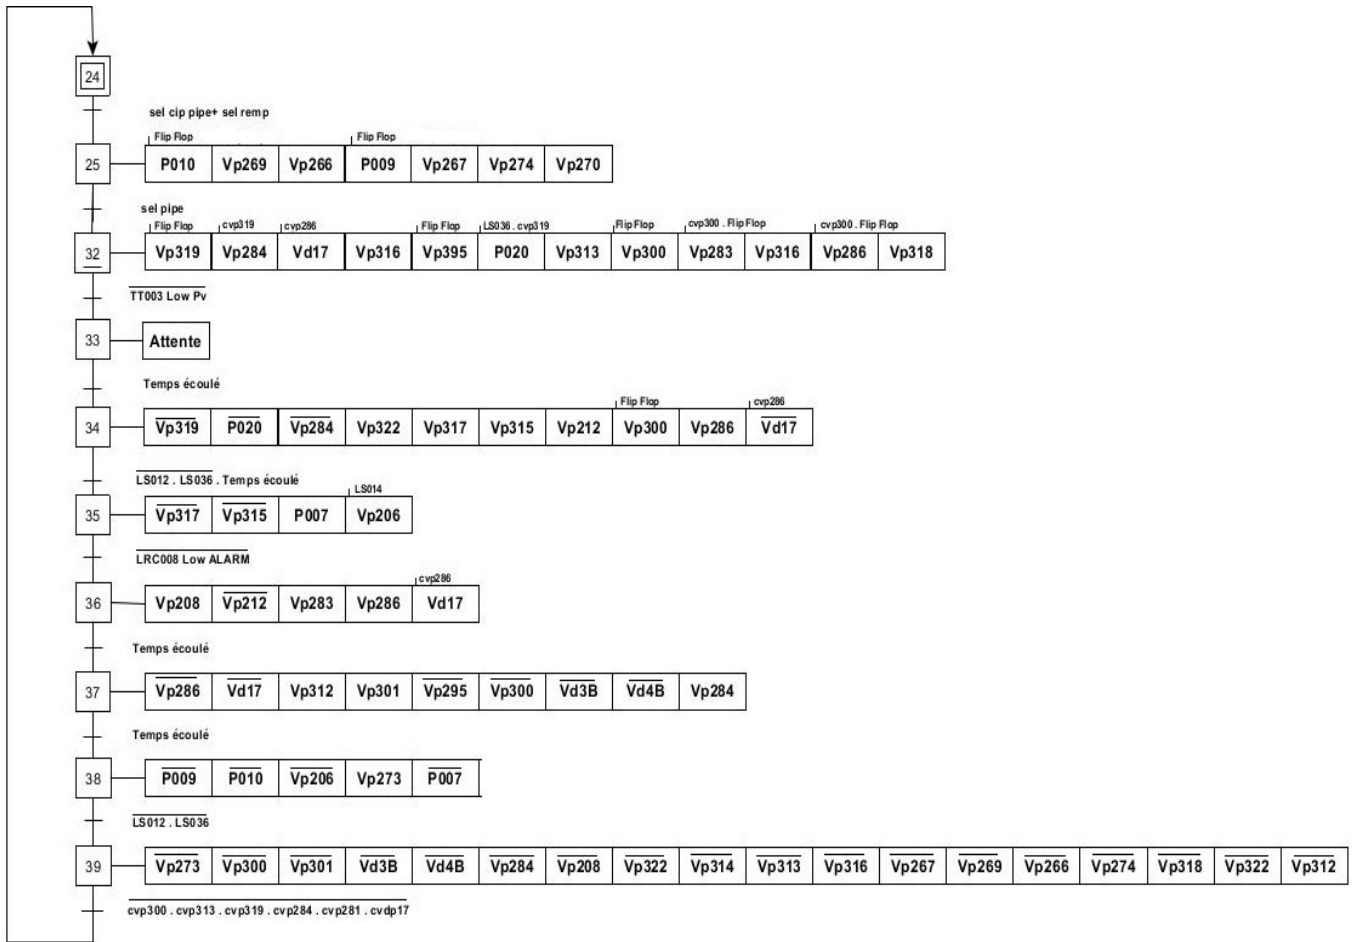 24
sel cip pipe+ sel remp
Flip Flop Flip Flop
25 P010 Vp269 Vp266 P009 Vp267 Vp274 Vp270
sel pipe
Flip Flop cvp319 cvp286 Flip Flop LS036 . cvp319 Flip Flop cvp300 . Flip Flop cvp300 . Flip Flop
32 Vp319 Vp284 Vd17 Vp316 Vp395 P020 Vp313 Vp300 Vp283 Vp316 Vp286 Vp318
TT003 Low Pv
33 Attente
Temps écoulé
Flip Flop cvp286
34 Vp319 P020 Vp284 Vp322 Vp317 Vp315 Vp212 Vp300 Vp286 Vd17
LS012 . LS036 . Temps écoulé
LS014
35 Vp317 Vp315 P007 Vp206
LRC008 Low ALARM
cvp286
36 Vp208 Vp212 Vp283 Vp286 Vd17
Temps écoulé
37 Vp286 Vd17 Vp312 Vp301 Vp295 Vp300 Vd3B Vd4B Vp284
Temps écoulé
38 P009 P010 Vp206 Vp273 P007
LS012 . LS036
39 Vp273 Vp300 Vp301 Vd3B Vd4B Vp284 Vp208 Vp322 Vp314 Vp313 Vp316 Vp267 Vp269 Vp266 Vp274 Vp318 Vp322 Vp312
cvp300 . cvp313 . cvp319 . cvp284 . cvp281 . cvdp17